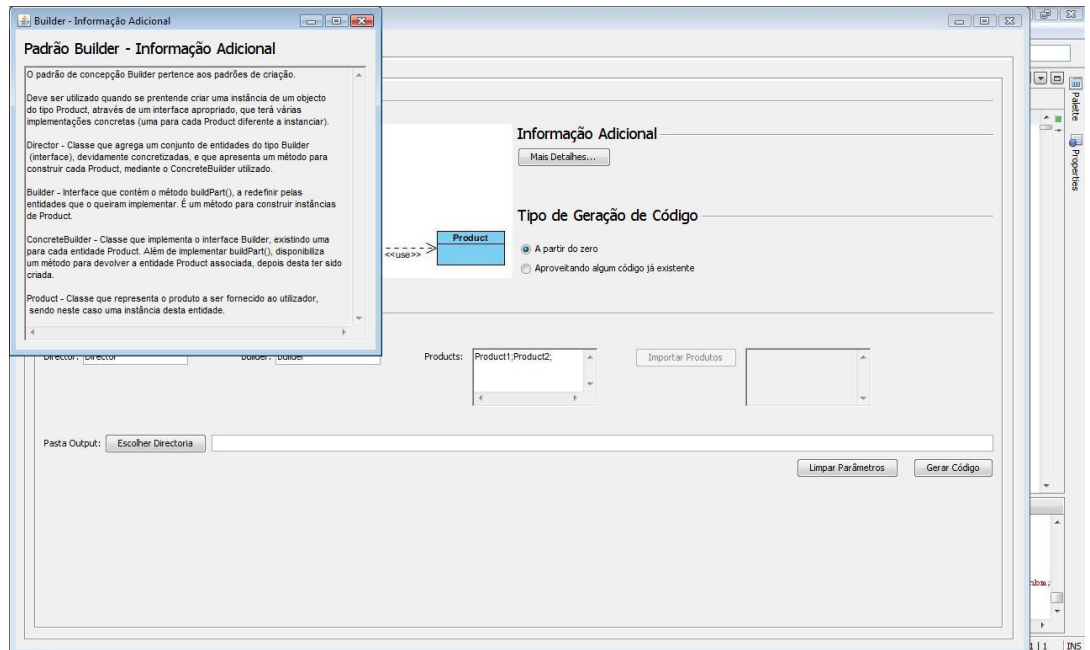 Builder - Informação Adicional
Padrão Builder - Informação Adicional
O padrão de concepção Builder pertence aos padrões de criação.
Deve ser utilizado quando se pretende criar uma instância de um objecto
do tipo Product, através de um interface apropriado, que terá várias
implementações concretas (uma para cada Product diferente a instanciar).
Director - Classe que agrega um conjunto de entidades do tipo Builder
(interface), devidamente concretizadas, e que apresenta um método para
construir cada Product, mediante o ConcreteBuilder utilizado.
Builder - Interface que contém o método buildPart(), a redefinir pelas
entidades que o queiram implementar. É um método para construir instâncias
de Product.
ConcreteBuilder - Classe que implementa o interface Builder, existindo uma
para cada entidade Product. Além de implementar buildPart(), disponibiliza
um método para devolver a entidade Product associada, depois desta ter sido
criada.
Product - Classe que representa o produto a ser fornecido ao utilizador,
sendo neste caso uma instância desta entidade.
Informação Adicional
Mais Detalhes...
Tipo de Geração de Código
A partir do zero
Aproveitando algum código já existente
<<use>>
Product
Director: Director
Builder: Builder
Products: Product1;Product2;
Importar Produtos
Pasta Output: Escolher Directoria
Limpar Parâmetros
Gerar Código
Palette
Properties
nbm;
1 | 1 INS